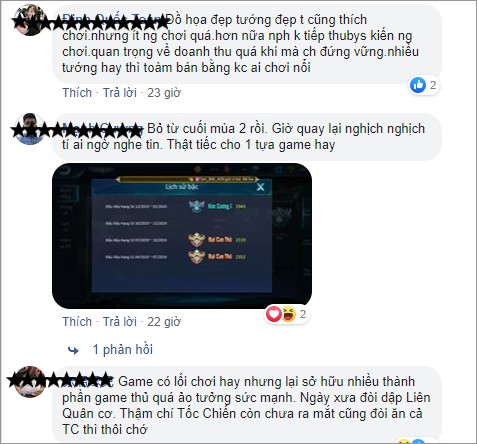 Đồ họa đẹp tướng đẹp t cũng thích
chơi.nhưng ít ng chơi quá.hơn nữa nph k tiếp thubys kiến ng
chơi.quan trọng về doanh thu quá khi mà ch đứng vững.nhiều
tướng hay thì toàm bán bằng kc ai chơi nổi
2
Thích · Trả lời · 23 giờ
Bỏ từ cuối mùa 2 rồi. Giờ quay lại nghịch nghịch
tí ai ngờ nghe tin. Thật tiếc cho 1 tựa game hay
Lịch sử bậc
Kim Cương I
Đại Cao Thủ
Đại Cao Thủ
2
Thích · Trả lời · 22 giờ
1 phản hồi
Game có lối chơi hay nhưng lại sở hữu nhiều thành
phần game thủ quá ảo tưởng sức mạnh. Ngày xưa đòi dập Liên
Quân cơ. Thậm chí Tốc Chiến còn chưa ra mắt cũng đòi ăn cả
TC thì thôi chớ